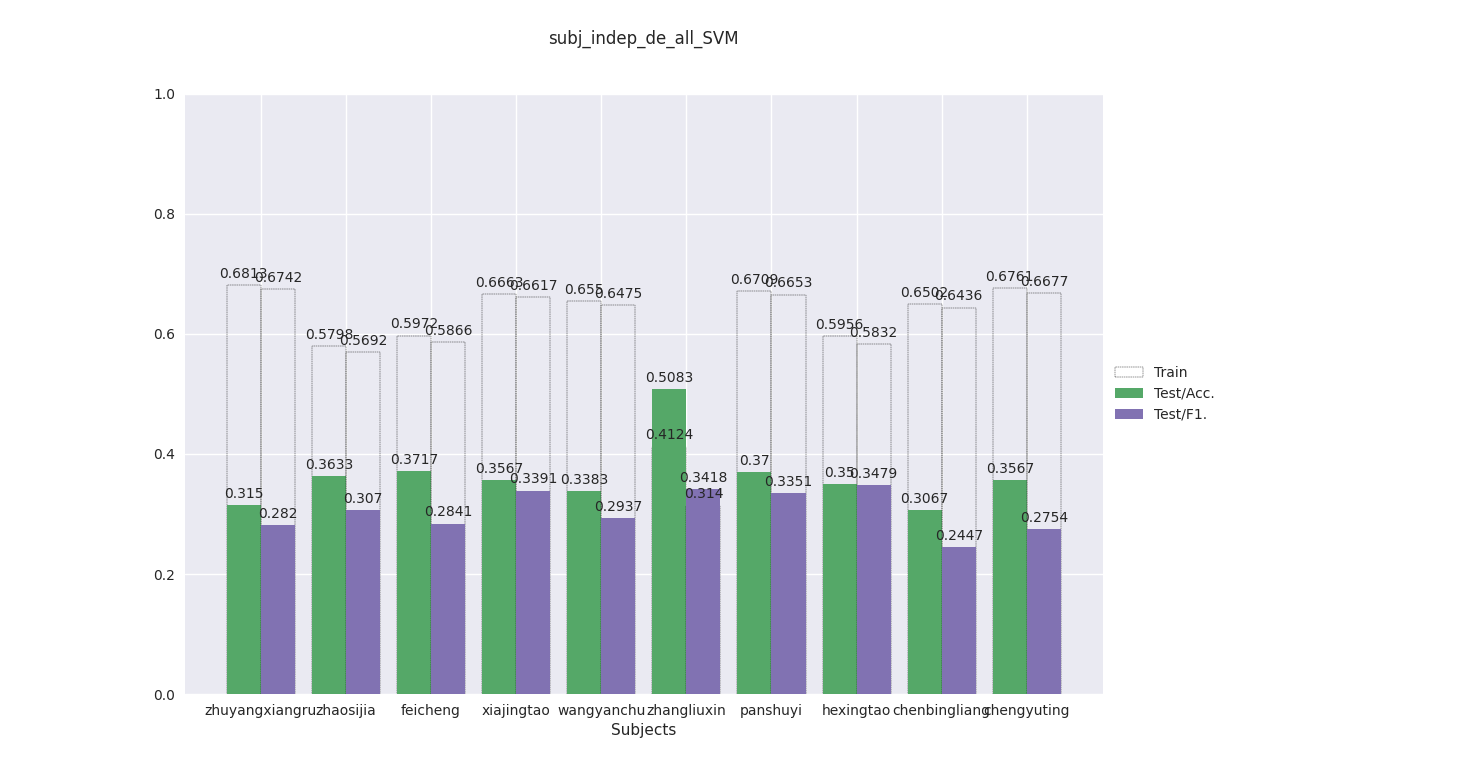 subj_indep_de_all_SVM
1.0
0.8
0.6
0.4
0.2
0.0
0.6813 0.6742 0.5798 0.5692 0.5972 0.5866 0.6663 0.6617 0.655 0.6475 0.4124 0.314 0.6709 0.6653 0.5956 0.5832 0.6502 0.6436 0.6761 0.6677
0.315 0.282 0.3633 0.307 0.3717 0.2841 0.3567 0.3391 0.3383 0.2937 0.5083 0.3418 0.37 0.3351 0.35 0.3479 0.3067 0.2447 0.3567 0.2754
zhuyangxiangru zhaosijia feicheng xiajingtao wangyanchu zhangliuxin panshuyi hexingtao chenbingliang chengyuting
Subjects
Train
Test/Acc.
Test/F1.